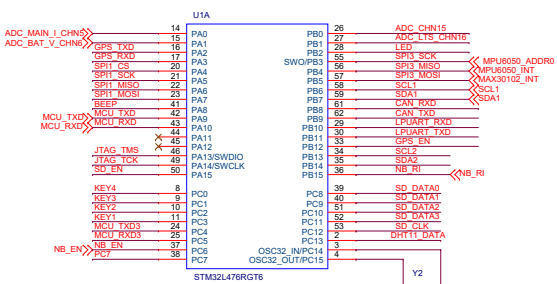 U1A
ADC_MAIN_I_CHN5 14 PA0 PB0 26 ADC_CHN15
ADC_BAT_V_CHN6 15 PA1 PB1 27 ADC_LTS_CHN16
GPS_TXD 16 PA2 PB2 28 LED
GPS_RXD 17 PA3 SWO/PB3 55 SPI3_SCK MPU6050_ADDR0
SPI1_CS 20 PA4 PB4 56 SPI3_MISO MPU6050_INT
SPI1_SCK 21 PA5 PB5 57 SPI3_MOSI MAX30102_INT
SPI1_MISO 22 PA6 PB6 58 SCL1 SCL1
SPI1_MOSI 23 PA7 PB7 59 SDA1 SDA1
BEEP 41 PA8 PB8 61 CAN_RXD
MCU_TXD MCU_TXD 42 PA9 PB9 62 CAN_TXD
MCU_RXD MCU_RXD 43 PA10 PB10 29 LPUART_RXD
44 PA11 PB11 30 LPUART_TXD
45 PA12 PB12 33 GPS_EN
JTAG_TMS 46 PA13/SWDIO PB13 34 SCL2
JTAG_TCK 49 PA14/SWCLK PB14 35 SDA2
SD_EN 50 PA15 PB15 36 NB_RI NB_RI
KEY4 8 PC0 PC8 39 SD_DATA0
KEY3 9 PC1 PC9 40 SD_DATA1
KEY2 10 PC2 PC10 51 SD_DATA2
KEY1 11 PC3 PC11 52 SD_DATA3
MCU_TXD3 24 PC4 PC12 53 SD_CLK
MCU_RXD3 25 PC5 PC13 2 DHT11_DATA
NB_EN NB_EN 37 PC6 OSC32_IN/PC14 3
PC7 38 PC7 OSC32_OUT/PC15 4
STM32L476RGT6
Y2